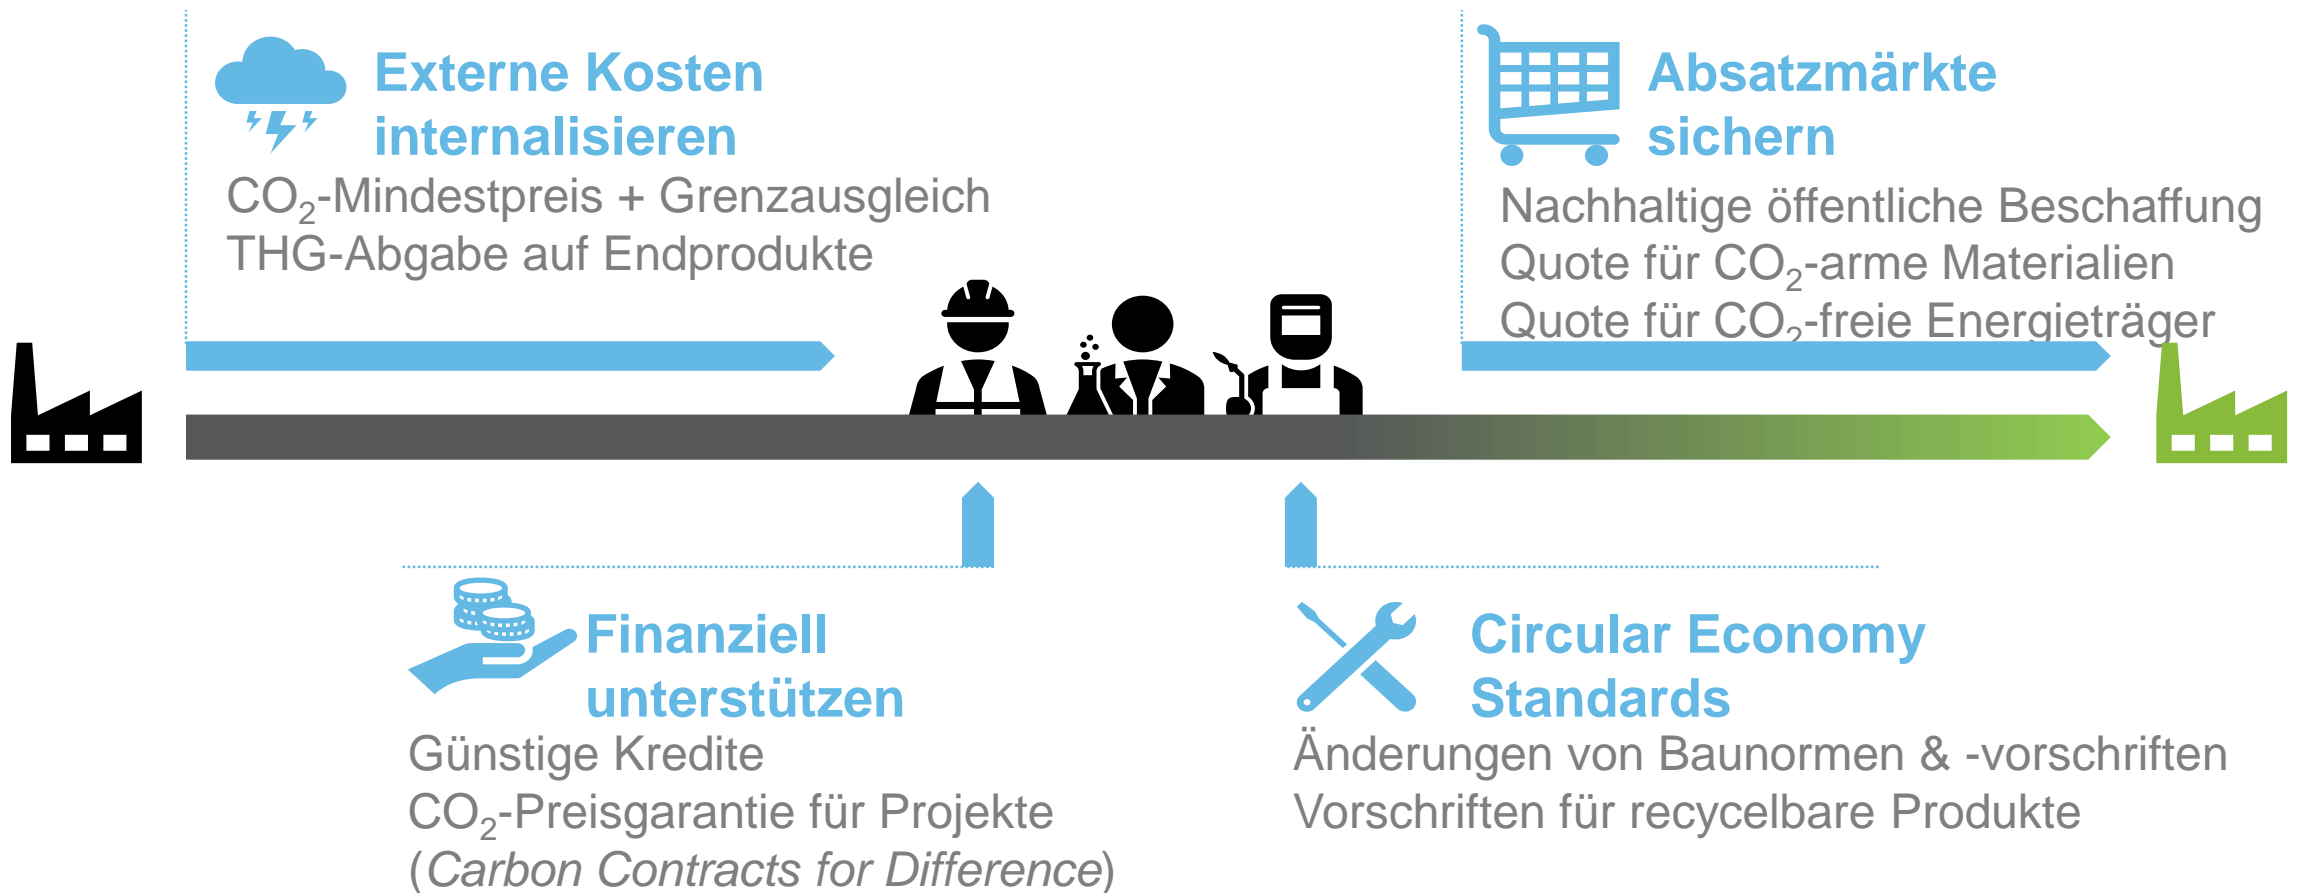 Externe Kosten
internalisieren
CO₂-Mindestpreis + Grenzausgleich
THG-Abgabe auf Endprodukte
Absatzmärkte
sichern
Nachhaltige öffentliche Beschaffung
Quote für CO₂-arme Materialien
Quote für CO₂-freie Energieträger
Finanziell
unterstützen
Günstige Kredite
CO₂-Preisgarantie für Projekte
(Carbon Contracts for Difference)
Circular Economy
Standards
Änderungen von Baunormen & -vorschriften
Vorschriften für recycelbare Produkte